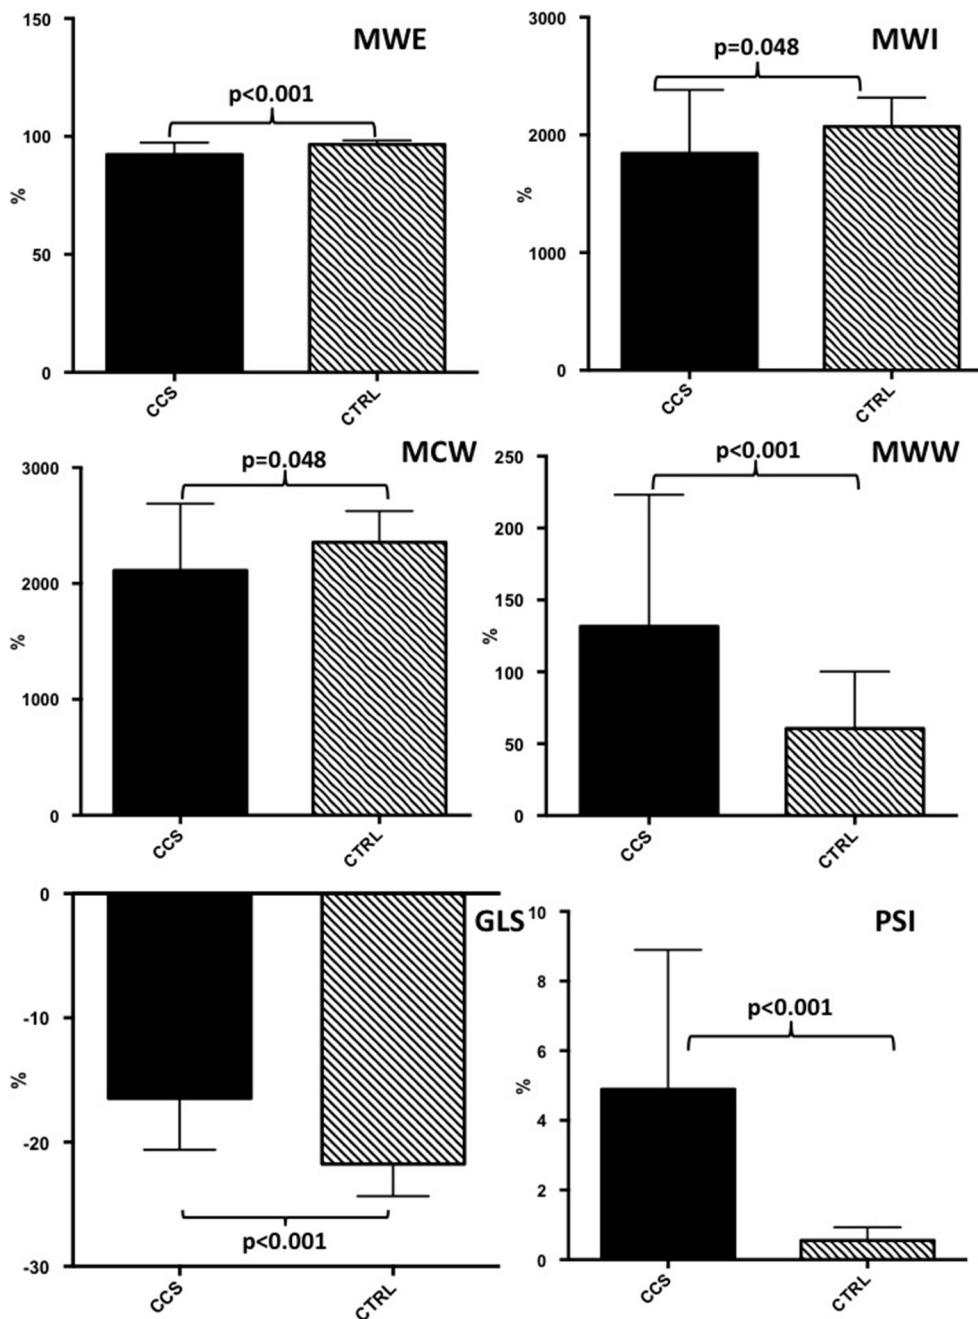 MWE
p<0.001
150
100
50
0
%
CCS
CTRL
MWI
p=0.048
3000
2000
1000
0
%
CCS
CTRL
MCW
p=0.048
3000
2000
1000
0
%
CCS
CTRL
MWW
p<0.001
250
200
150
100
50
0
%
CCS
CTRL
GLS
0
-10
-20
-30
%
p<0.001
CCS
CTRL
PSI
p<0.001
10
8
6
4
2
0
%
CCS
CTRL